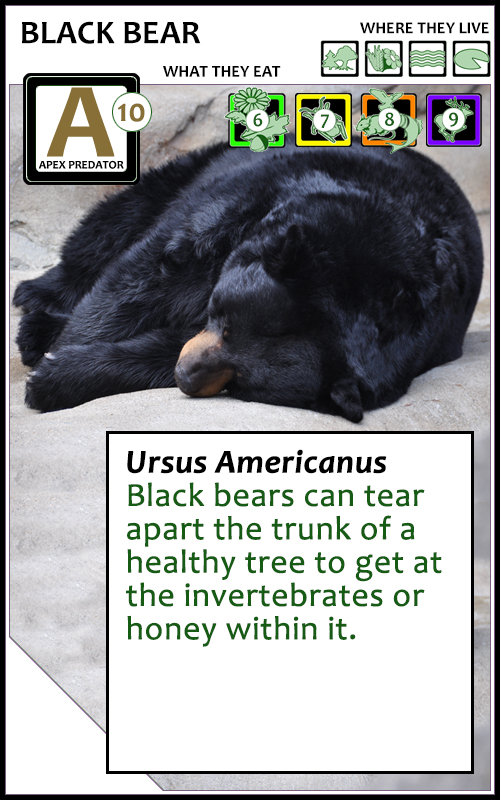 BLACK BEAR
WHERE THEY LIVE
WHAT THEY EAT
A
10
APEX PREDATOR
6
7
8
9
Ursus Americanus
Black bears can tear
apart the trunk of a
healthy tree to get at
the invertebrates or
honey within it.